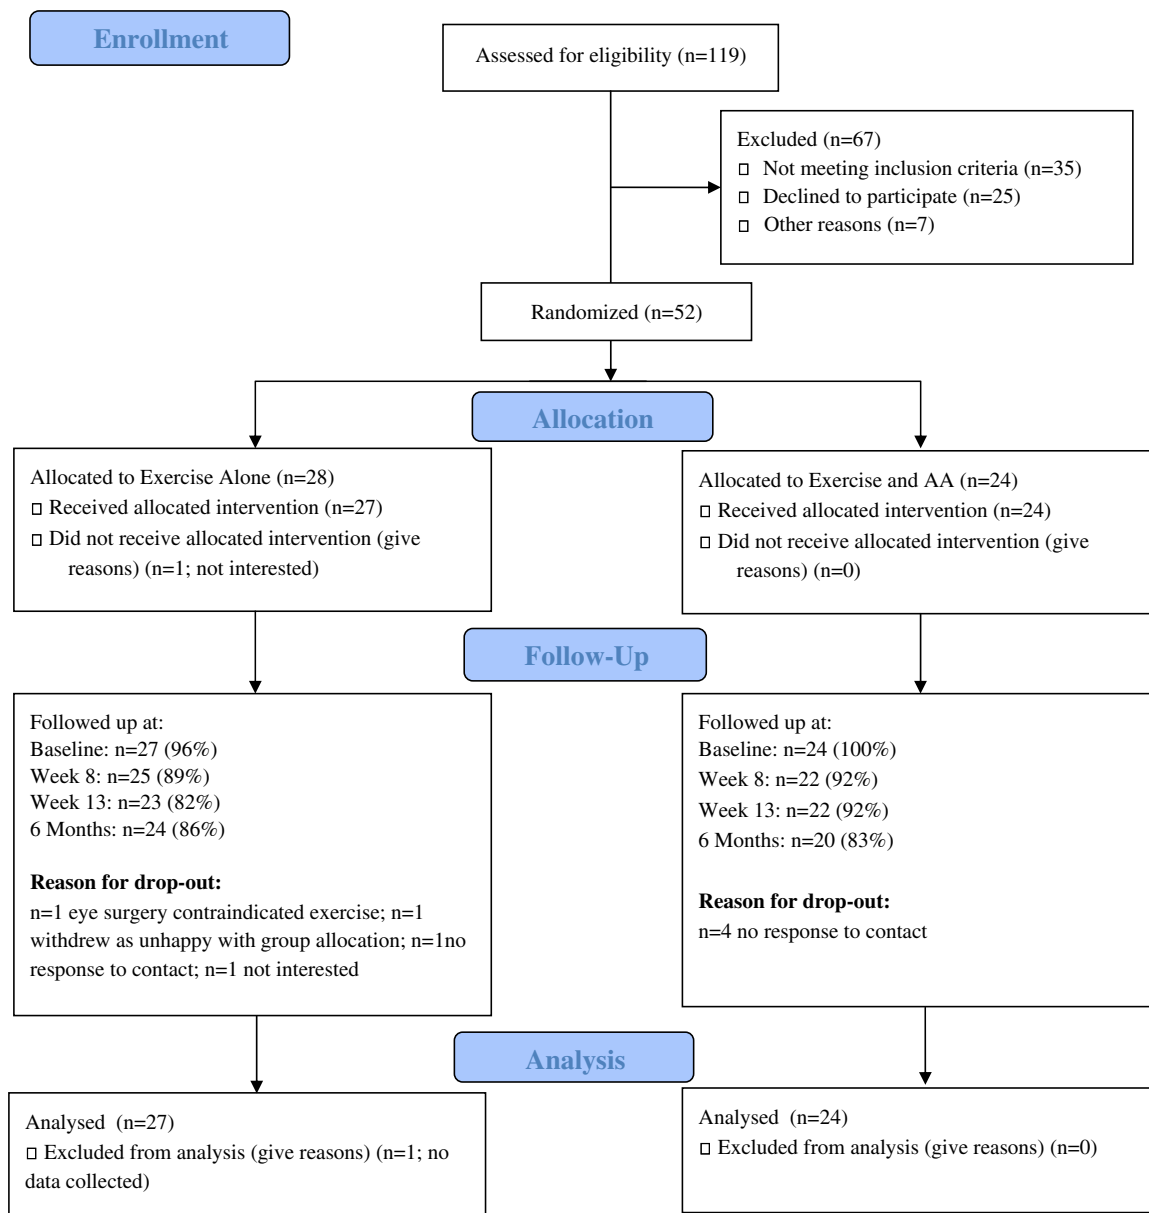 Enrollment
Assessed for eligibility (n=119)
Excluded (n=67)
□ Not meeting inclusion criteria (n=35)
□ Declined to participate (n=25)
□ Other reasons (n=7)
Randomized (n=52)
Allocation
Allocated to Exercise Alone (n=28)
□ Received allocated intervention (n=27)
□ Did not receive allocated intervention (give
reasons) (n=1; not interested)
Allocated to Exercise and AA (n=24)
□ Received allocated intervention (n=24)
□ Did not receive allocated intervention (give
reasons) (n=0)
Follow-Up
Followed up at:
Baseline: n=27 (96%)
Week 8: n=25 (89%)
Week 13: n=23 (82%)
6 Months: n=24 (86%)
Reason for drop-out:
n=1 eye surgery contraindicated exercise; n=1
withdrew as unhappy with group allocation; n=1no
response to contact; n=1 not interested
Followed up at:
Baseline: n=24 (100%)
Week 8: n=22 (92%)
Week 13: n=22 (92%)
6 Months: n=20 (83%)
Reason for drop-out:
n=4 no response to contact
Analysis
Analysed (n=27)
□ Excluded from analysis (give reasons) (n=1; no
data collected)
Analysed (n=24)
□ Excluded from analysis (give reasons) (n=0)